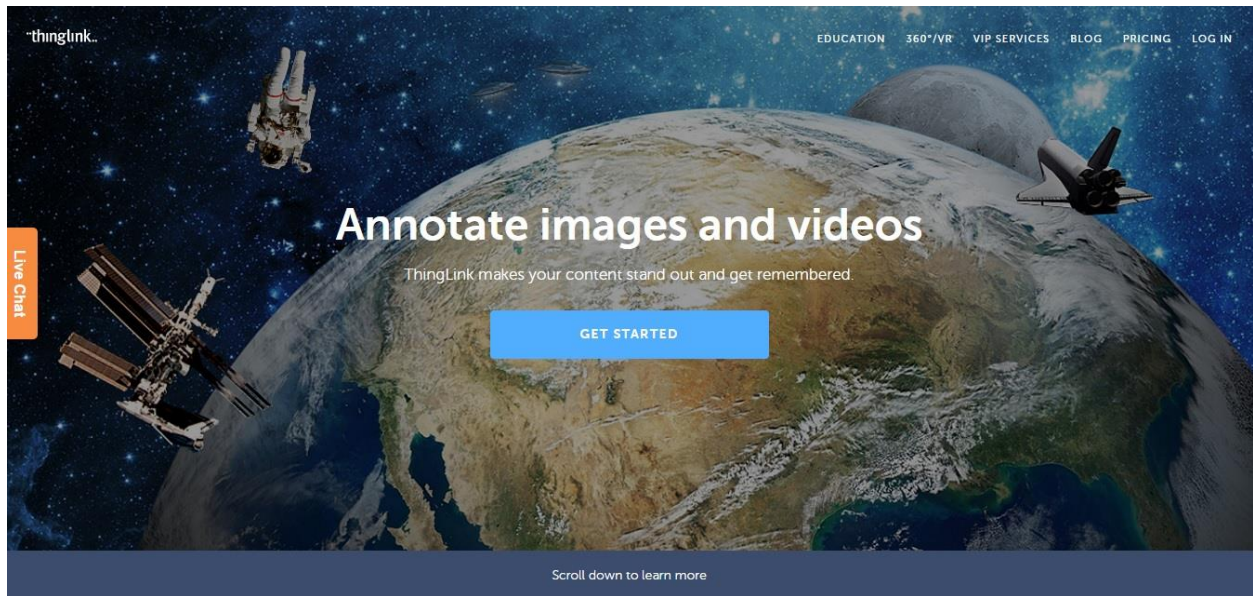 thinglink..
EDUCATION 360°/VR VIP SERVICES BLOG PRICING LOG IN
Annotate images and videos
ThingLink makes your content stand out and get remembered.
GET STARTED
Live Chat
Scroll down to learn more